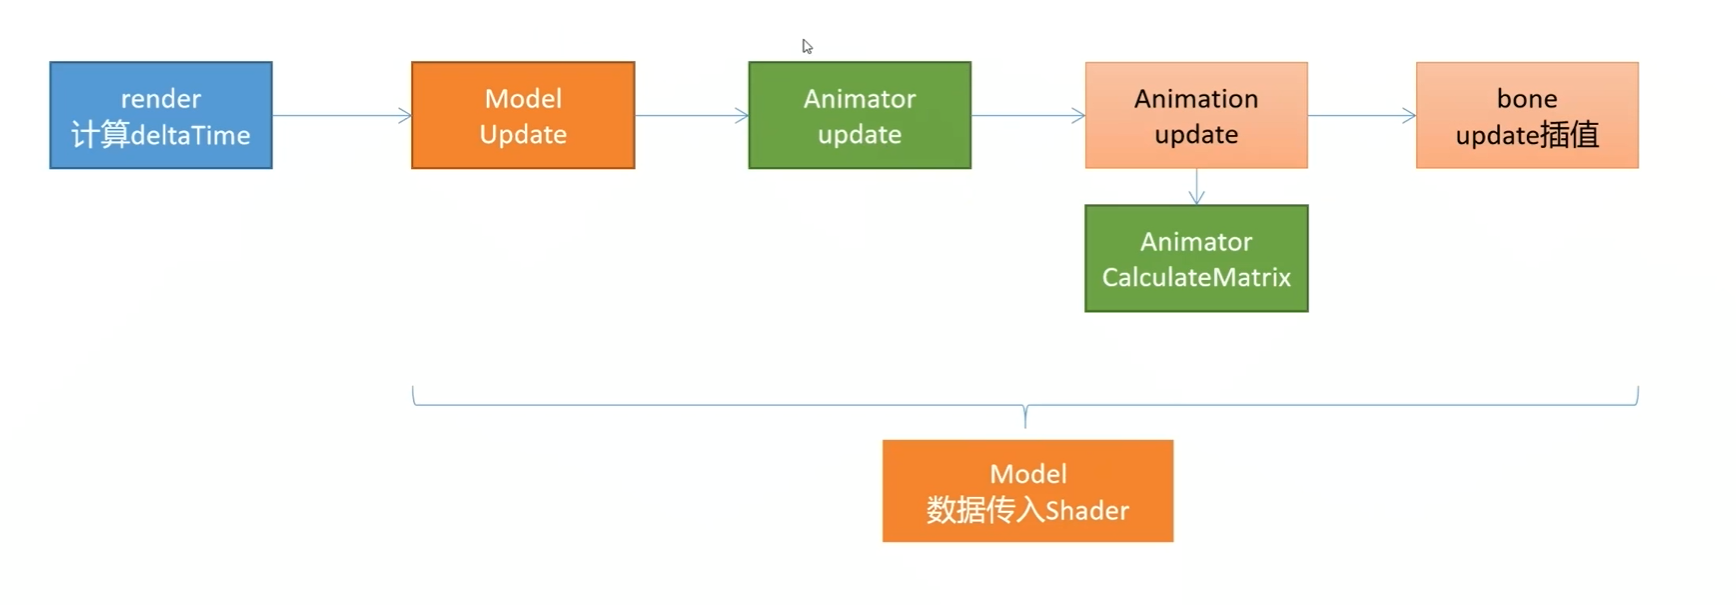 render
计算deltaTime
Model
Update
Animator
update
Animation
update
bone
update插值
Animator
CalculateMatrix
Model
数据传入Shader